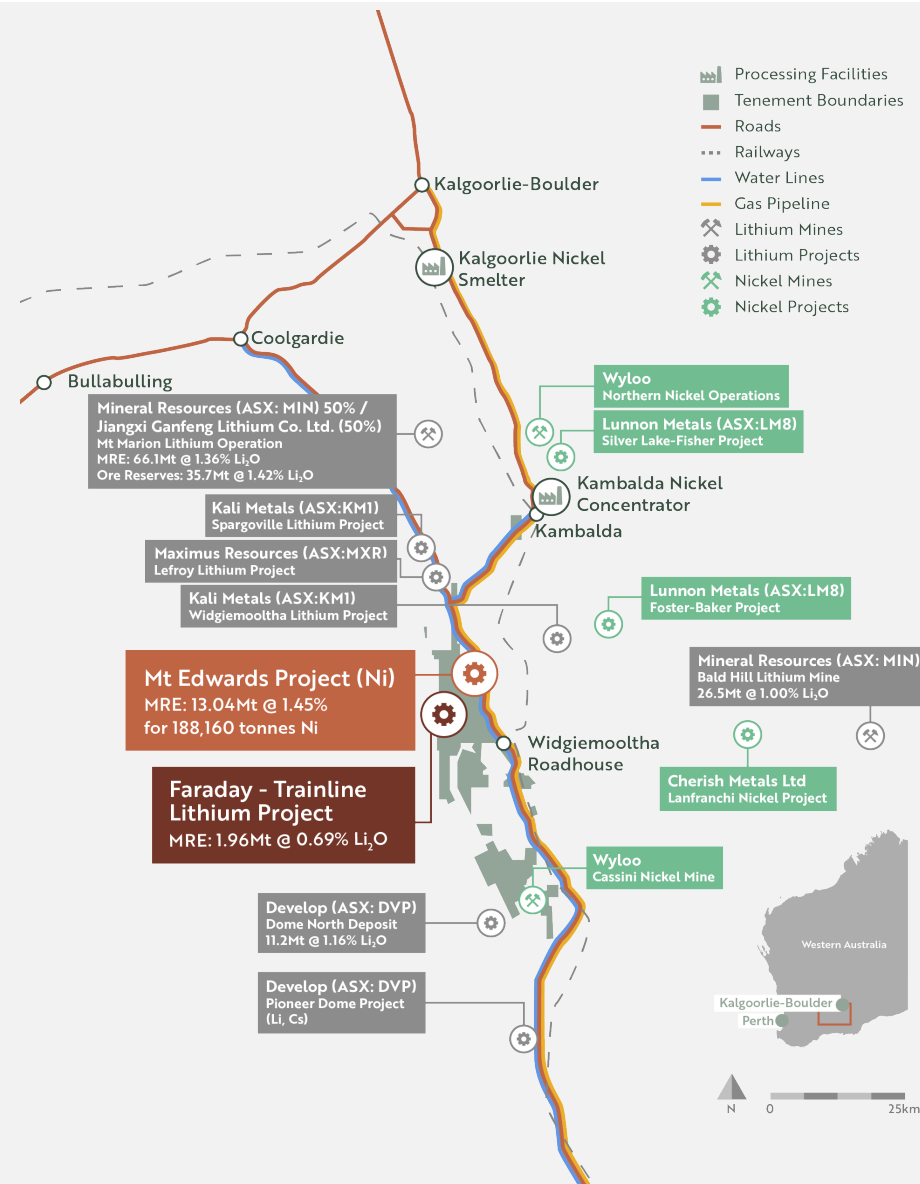 Processing Facilities
Tenement Boundaries
Roads
Railways
Water Lines
Gas Pipeline
Lithium Mines
Lithium Projects
Nickel Mines
Nickel Projects
Kalgoorlie-Boulder
Kalgoorlie Nickel
Smelter
Coolgardie
Bullabulling
Wyloo
Northern Nickel Operations
Lunnon Metals (ASX:LM8)
Silver Lake-Fisher Project
Mineral Resources (ASX: MIN) 50% /
Jiangxi Ganfeng Lithium Co. Ltd. (50%)
Mt Marion Lithium Operation
MRE: 66.1Mt @ 1.36% Li₂O
Ore Reserves: 35.7Mt @ 1.42% Li₂O
Kambalda Nickel
Concentrator
Kambalda
Kali Metals (ASX:KM1)
Spargoville Lithium Project
Maximus Resources (ASX:MXR)
Lefroy Lithium Project
Kali Metals (ASX:KM1)
Widgiemooltha Lithium Project
Lunnon Metals (ASX:LM8)
Foster-Baker Project
Mineral Resources (ASX: MIN)
Bald Hill Lithium Mine
26.5Mt @ 1.00% Li₂O
Mt Edwards Project (Ni)
MRE: 13.04Mt @ 1.45%
for 188,160 tonnes Ni
Widgiemooltha
Roadhouse
Faraday - Trainline
Lithium Project
MRE: 1.96Mt @ 0.69% Li₂O
Cherish Metals Ltd
Lanfranchi Nickel Project
Wyloo
Cassini Nickel Mine
Develop (ASX: DVP)
Dome North Deposit
11.2Mt @ 1.16% Li₂O
Develop (ASX: DVP)
Pioneer Dome Project
(Li, Cs)
Western Australia
Kalgoorlie-Boulder
Perth
N
0
25km